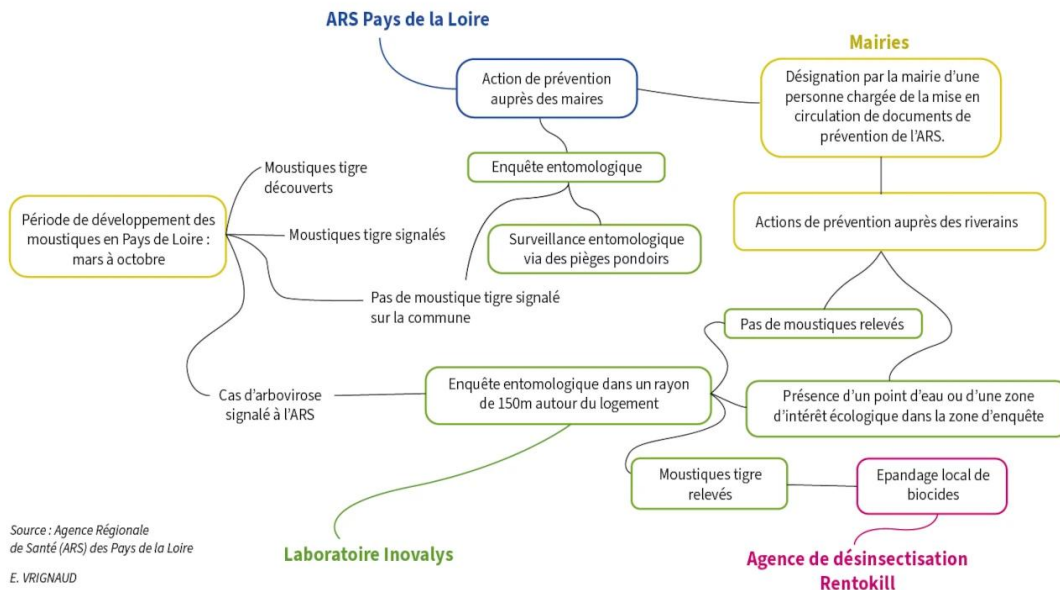 ARS Pays de la Loire
Mairies
Action de prévention
auprès des maires
Désignation par la mairie d'une
personne chargée de la mise en
circulation de documents de
prévention de l'ARS.
Moustiques tigre
découverts
Enquête entomologique
Période de développement des
moustiques en Pays de Loire :
mars à octobre
Moustiques tigre signalés
Surveillance entomologique
via des pièges pondoirs
Actions de prévention auprès des riverains
Pas de moustique tigre signalé
sur la commune
Pas de moustiques relevés
Cas d'arbovirose
signalé à l'ARS
Enquête entomologique dans un rayon
de 150m autour du logement
Présence d'un point d'eau ou d'une zone
d'intérêt écologique dans la zone d'enquête
Moustiques tigre
relevés
Epandage local de
biocides
Source : Agence Régionale
de Santé (ARS) des Pays de la Loire
E. VRIGNAUD
Laboratoire Inovalys
Agence de désinsectisation
Rentokill